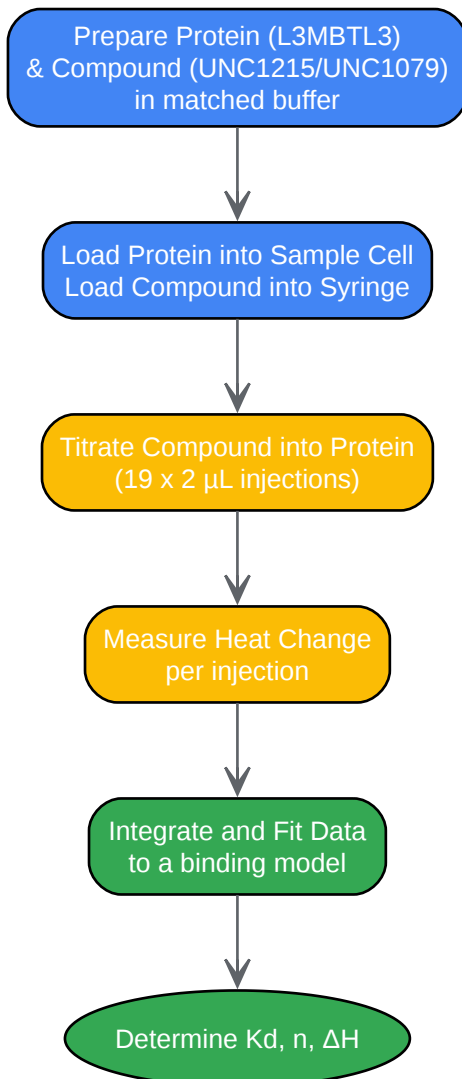 Prepare Protein (L3MBTL3)
& Compound (UNC1215/UNC1079)
in matched buffer
Load Protein into Sample Cell
Load Compound into Syringe
Titrate Compound into Protein
(19 x 2 µL injections)
Measure Heat Change
per injection
Integrate and Fit Data
to a binding model
Determine Kd, n, ΔH